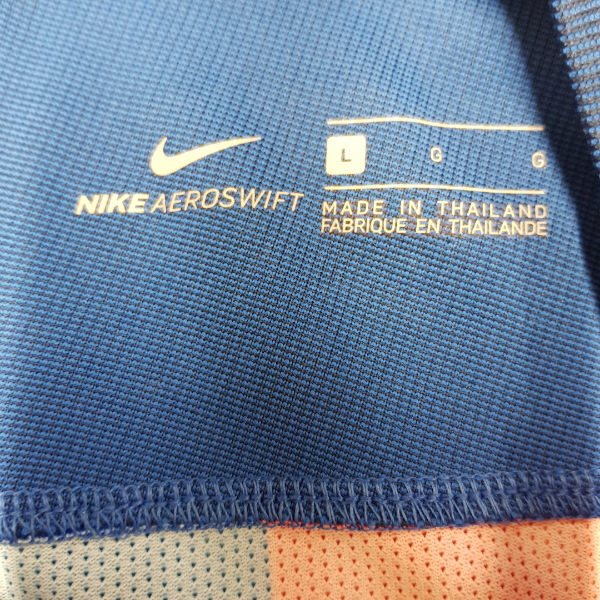 L G G
NIKE AEROSWIFT
MADE IN THAILAND
FABRIQUE EN THAILANDE